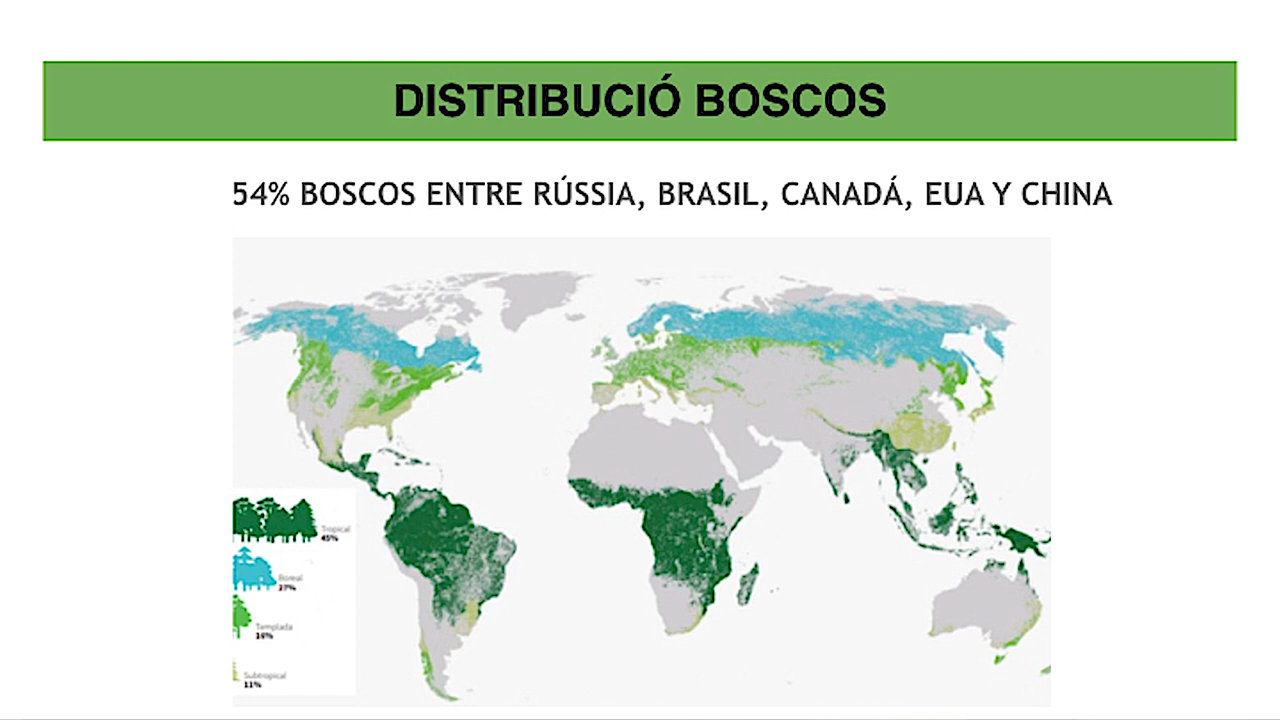 DISTRIBUCIÓ BOSCOS
54% BOSCOS ENTRE RÚSSIA, BRASIL, CANADÁ, EUA Y CHINA
Tropical
45%
Boreal
27%
Templada
16%
Subtropical
11%